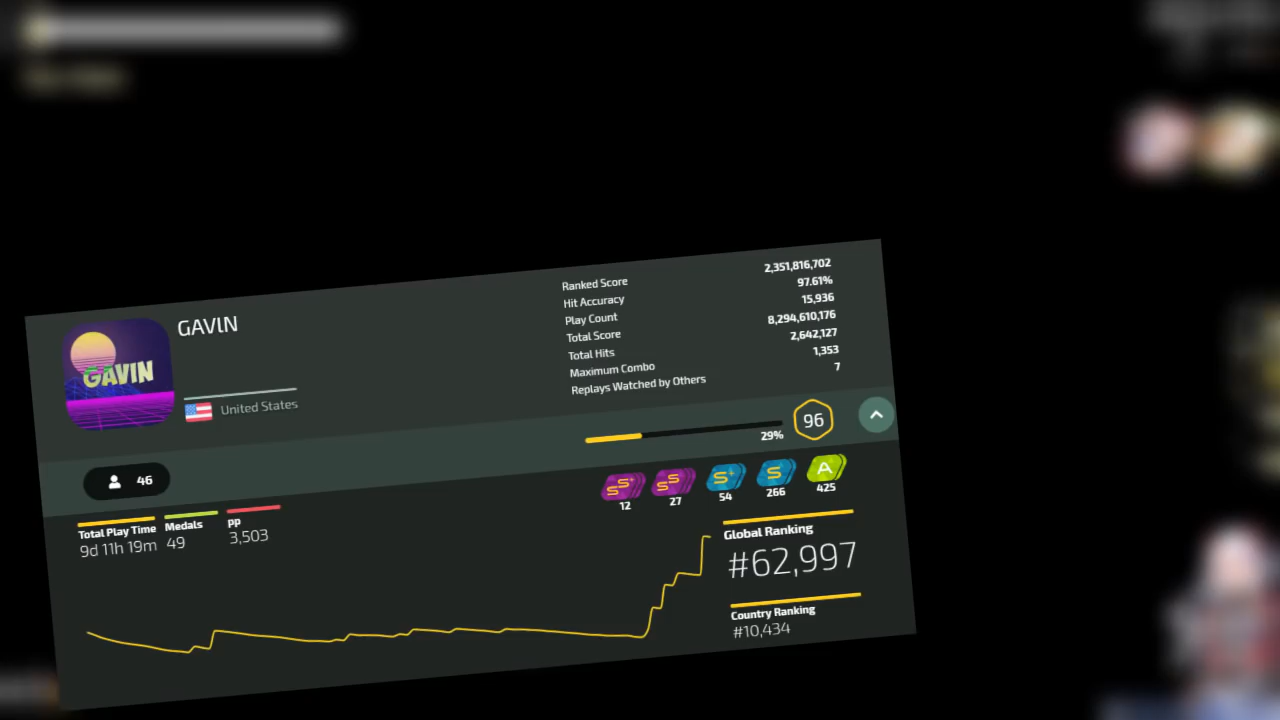 GAVIN
GAVIN
United States
Ranked Score 2,351,816,702
Hit Accuracy 97.61%
Play Count 15,936
Total Score 8,294,610,176
Total Hits 2,642,127
Maximum Combo 1,353
Replays Watched by Others 7
46
29%
96
SS+ SS S+ S A
12 27 54 266 425
Total Play Time Medals pp
9d 11h 19m 49 3,503
Global Ranking
#62,997
Country Ranking
#10,434